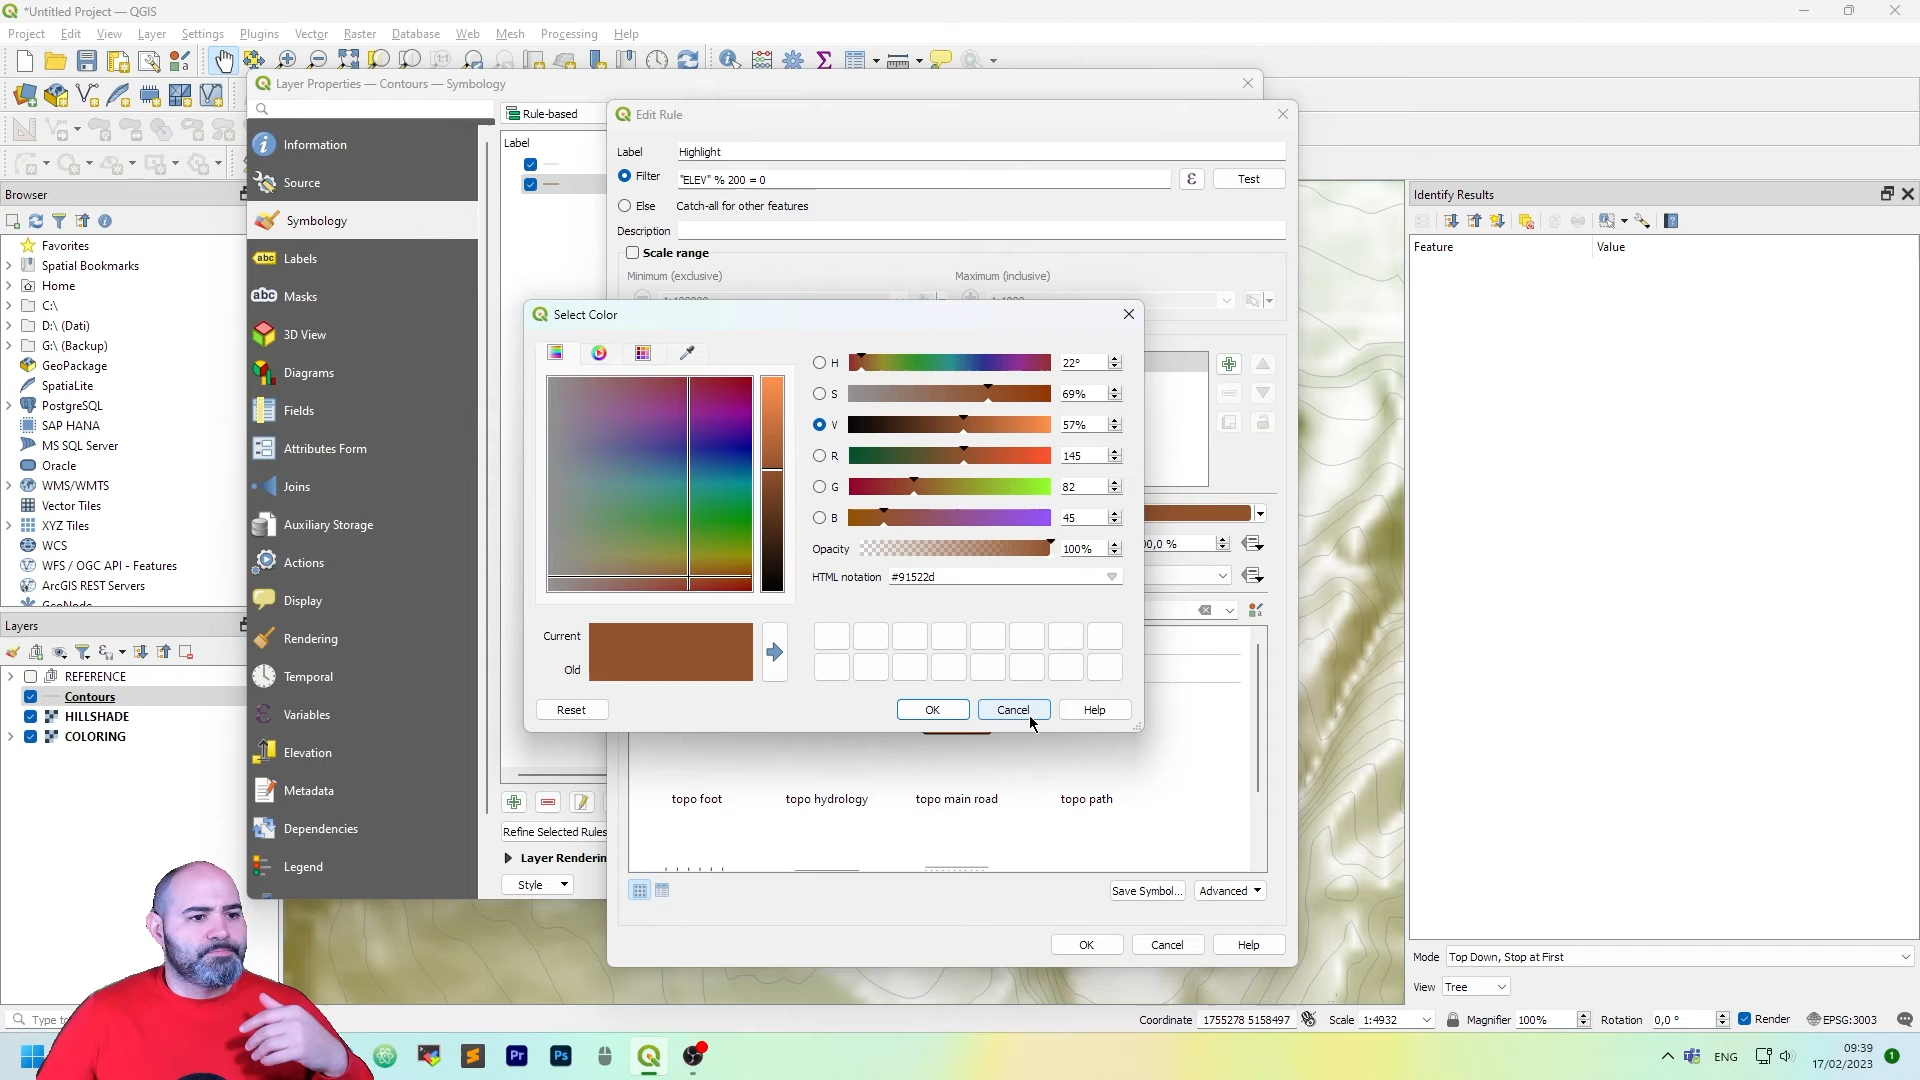 *Untitled Project — QGIS
Project Edit View Layer Settings Plugins Vector Raster Database Web Mesh Processing Help
Layer Properties — Contours — Symbology
Rule-based
Edit Rule
Information
Source
Symbology
Labels
Masks
3D View
Diagrams
Fields
Attributes Form
Joins
Auxiliary Storage
Actions
Display
Rendering
Temporal
Variables
Elevation
Metadata
Dependencies
Legend
Label
Refine Selected Rules
Layer Renderin
Style
Label Highlight
Filter "ELEV" % 200 = 0 ε Test
Else Catch-all for other features
Description
Scale range
Minimum (exclusive) Maximum (inclusive)
Select Color
H 22°
S 69%
V 57%
R 145
G 82
B 45
Opacity 100%
HTML notation #91522d
Current
Old
Reset OK Cancel Help
00,0 %
topo foot topo hydrology topo main road topo path
Save Symbol... Advanced
OK Cancel Help
Browser
Favorites
Spatial Bookmarks
Home
C:\
D:\ (Dati)
G:\ (Backup)
GeoPackage
SpatiaLite
PostgreSQL
SAP HANA
MS SQL Server
Oracle
WMS/WMTS
Vector Tiles
XYZ Tiles
WCS
WFS / OGC API - Features
ArcGIS REST Servers
GeoNode
Layers
REFERENCE
Contours
HILLSHADE
COLORING
Identify Results
Feature Value
Mode Top Down, Stop at First
View Tree
Type to
Coordinate 1755278 5158497 Scale 1:4932 Magnifier 100% Rotation 0,0 ° Render EPSG:3003
Pr Ps
ENG 09:39
17/02/2023 1